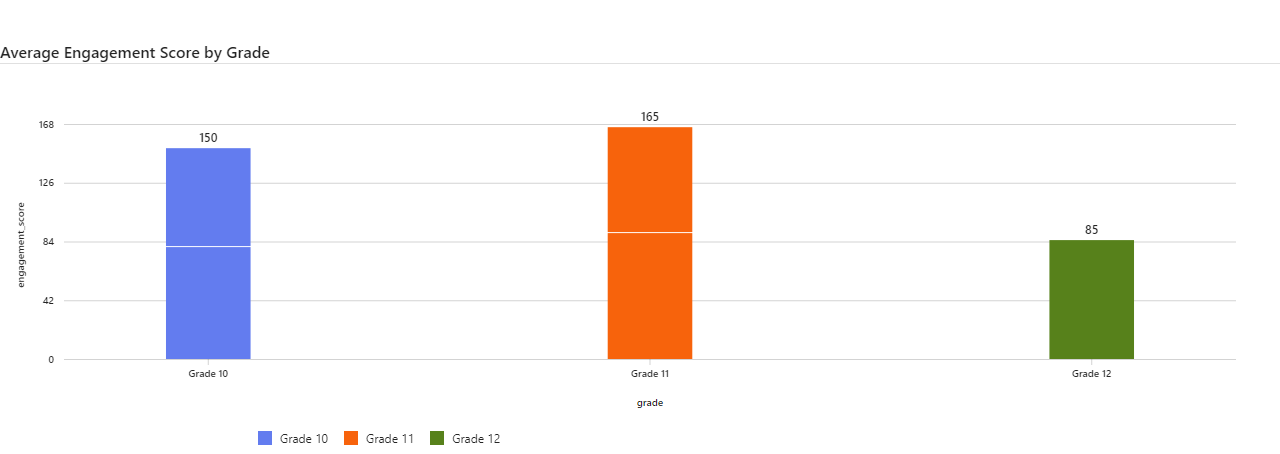 Average Engagement Score by Grade
168
126
84
42
0
engagement_score
150
165
85
Grade 10
Grade 11
Grade 12
grade
Grade 10
Grade 11
Grade 12